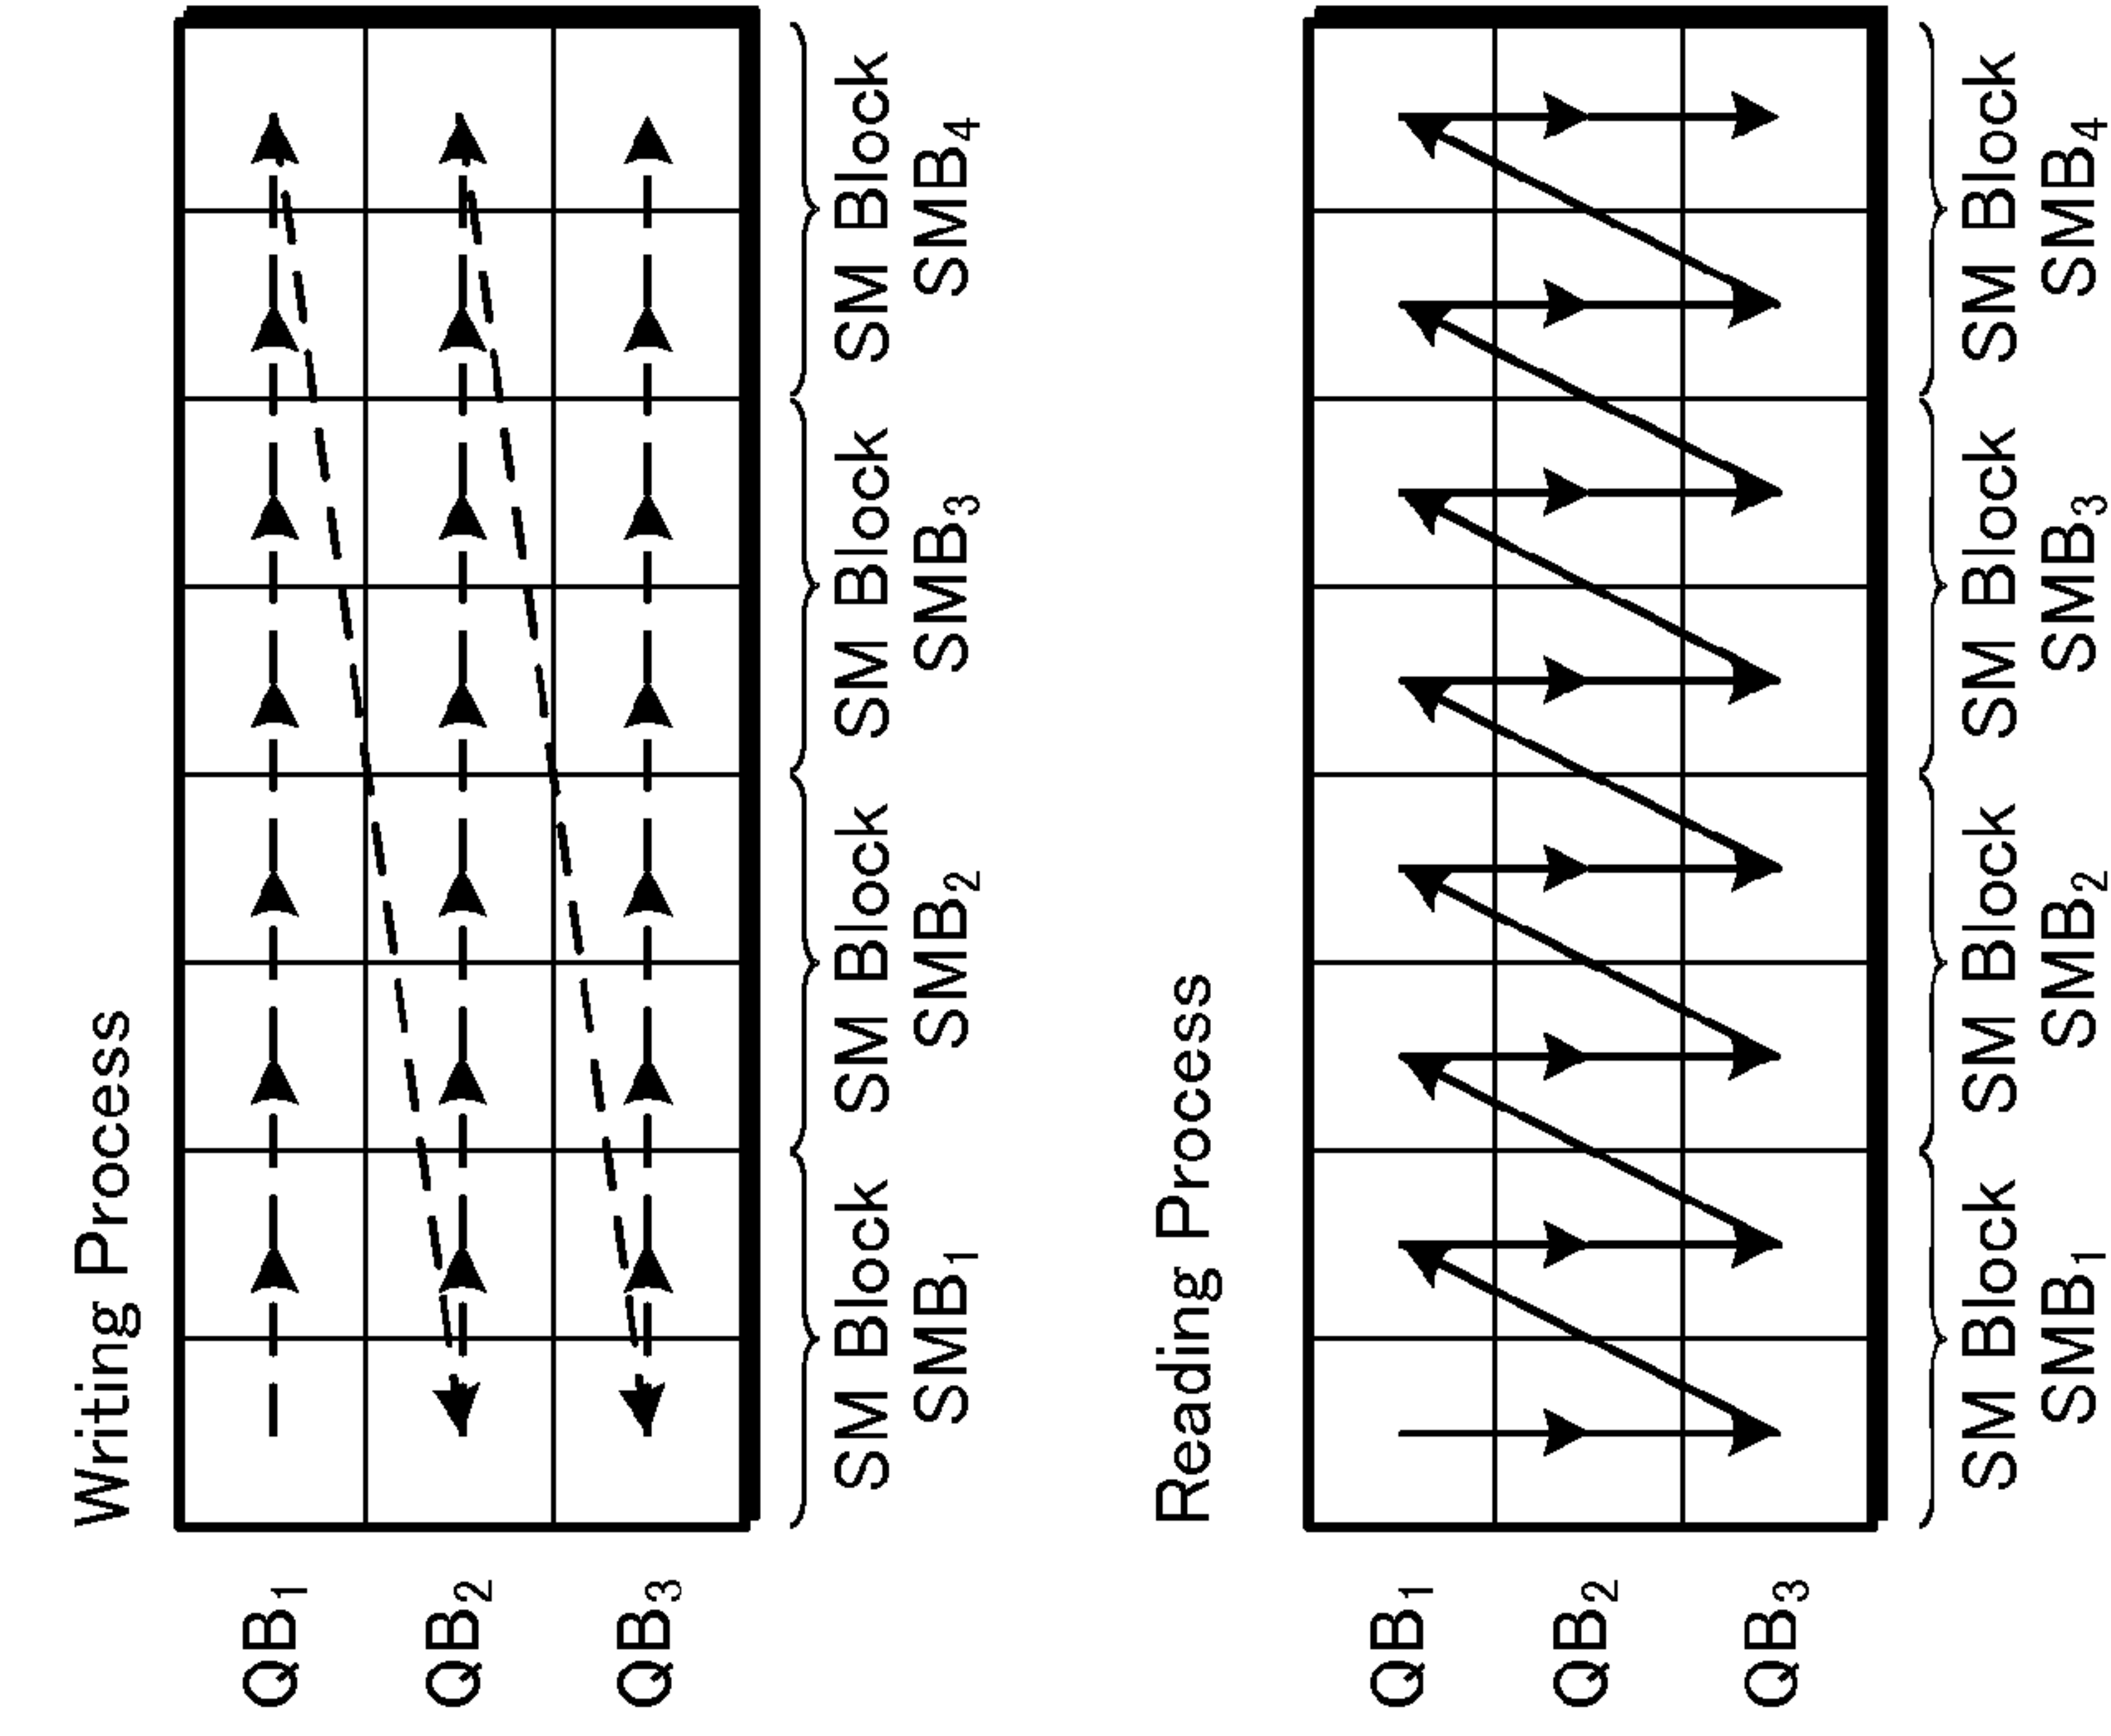 Writing Process
QB₁
QB₂
QB₃
SM Block SM Block SM Block SM Block
SMB₁ SMB₂ SMB₃ SMB₄
Reading Process
QB₁
QB₂
QB₃
SM Block SM Block SM Block SM Block
SMB₁ SMB₂ SMB₃ SMB₄